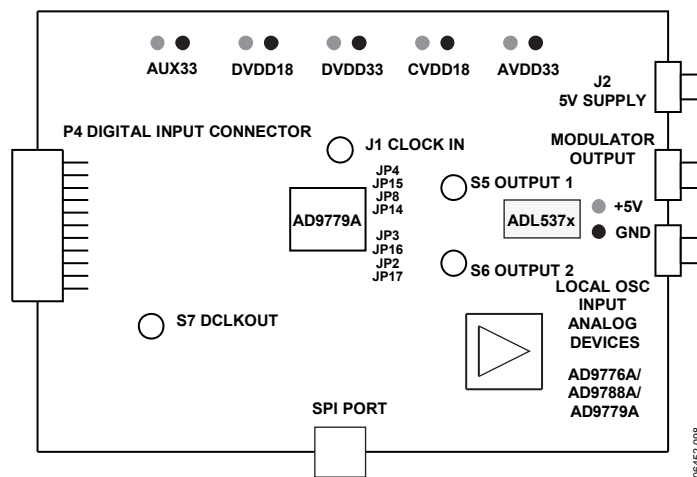 AUX33
DVDD18
DVDD33
CVDD18
AVDD33
J2
5V SUPPLY
P4 DIGITAL INPUT CONNECTOR
J1 CLOCK IN
MODULATOR
OUTPUT
JP4
JP15
JP8
JP14
S5 OUTPUT 1
AD9779A
ADL537x
+5V
GND
JP3
JP16
JP2
JP17
S6 OUTPUT 2
LOCAL OSC
INPUT
ANALOG
DEVICES
S7 DCLKOUT
AD9776A/
AD9788A/
AD9779A
SPI PORT
06452-008